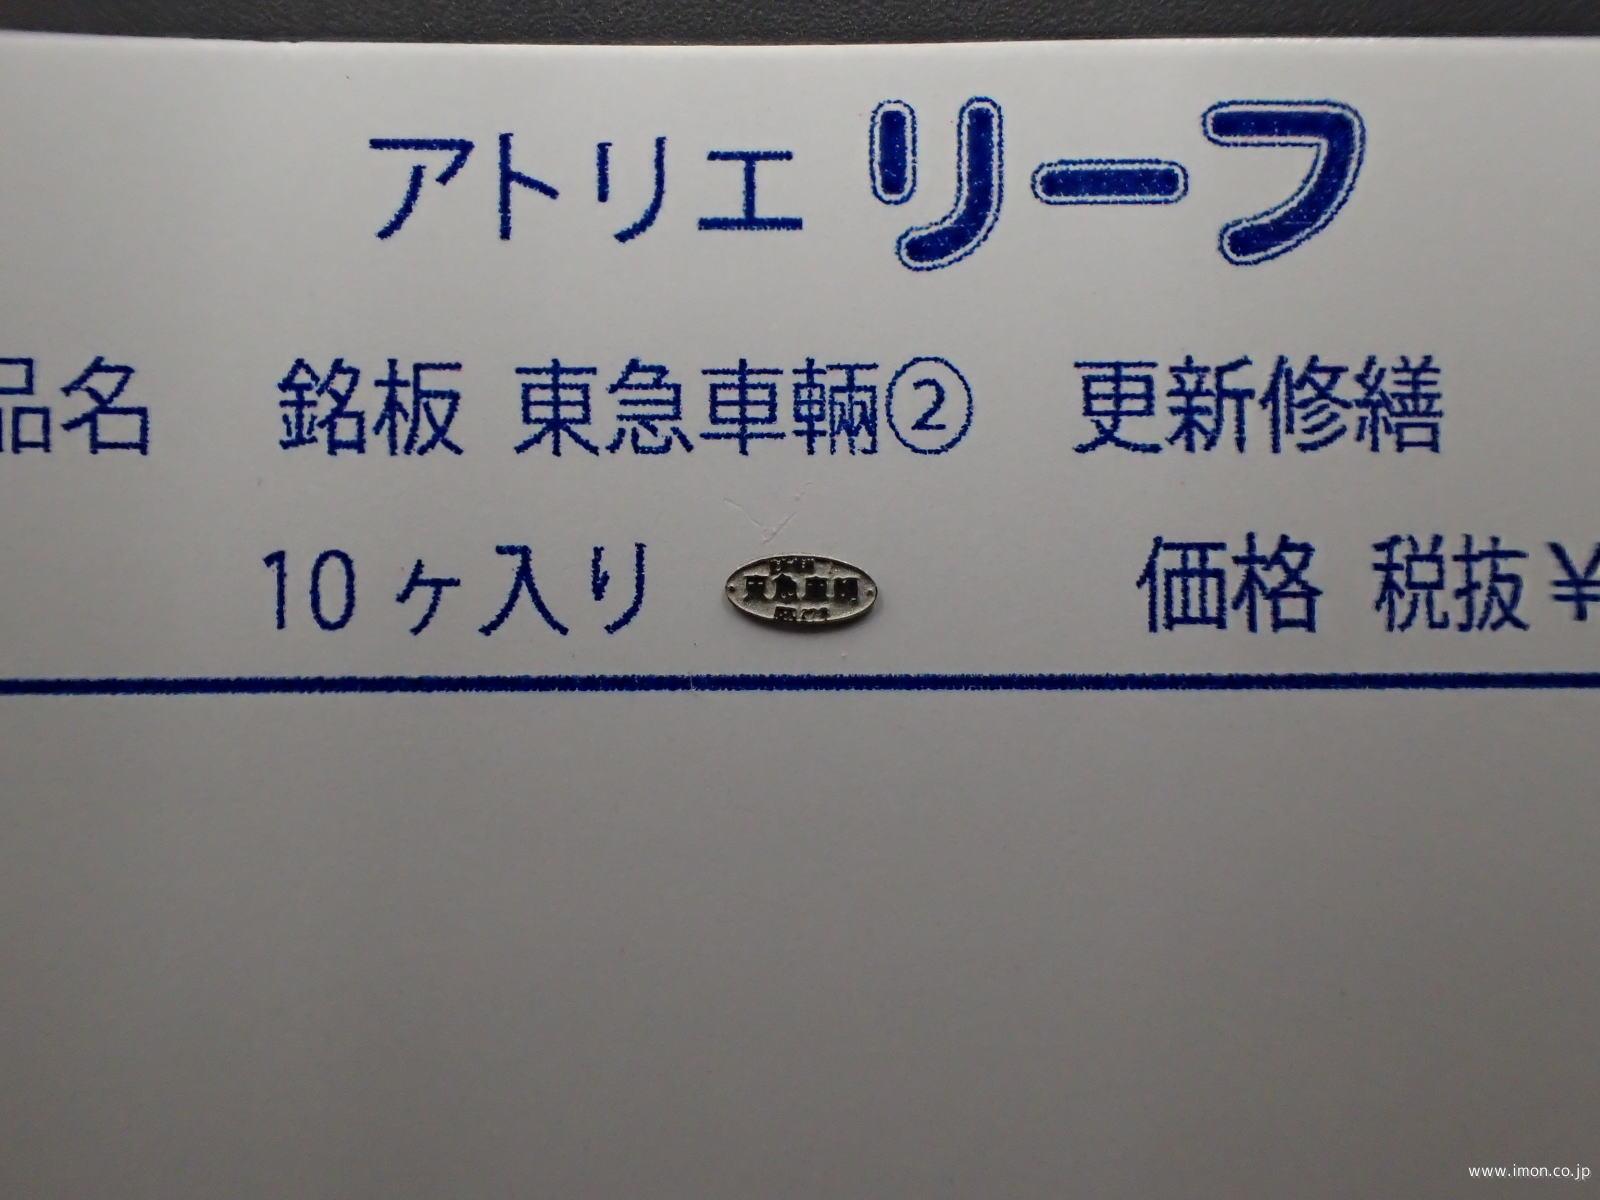 アトリエ リーフ
品名 銘板 東急車輛② 更新修繕
10ヶ入り 価格 税抜¥
東急車輛
www.imon.co.jp